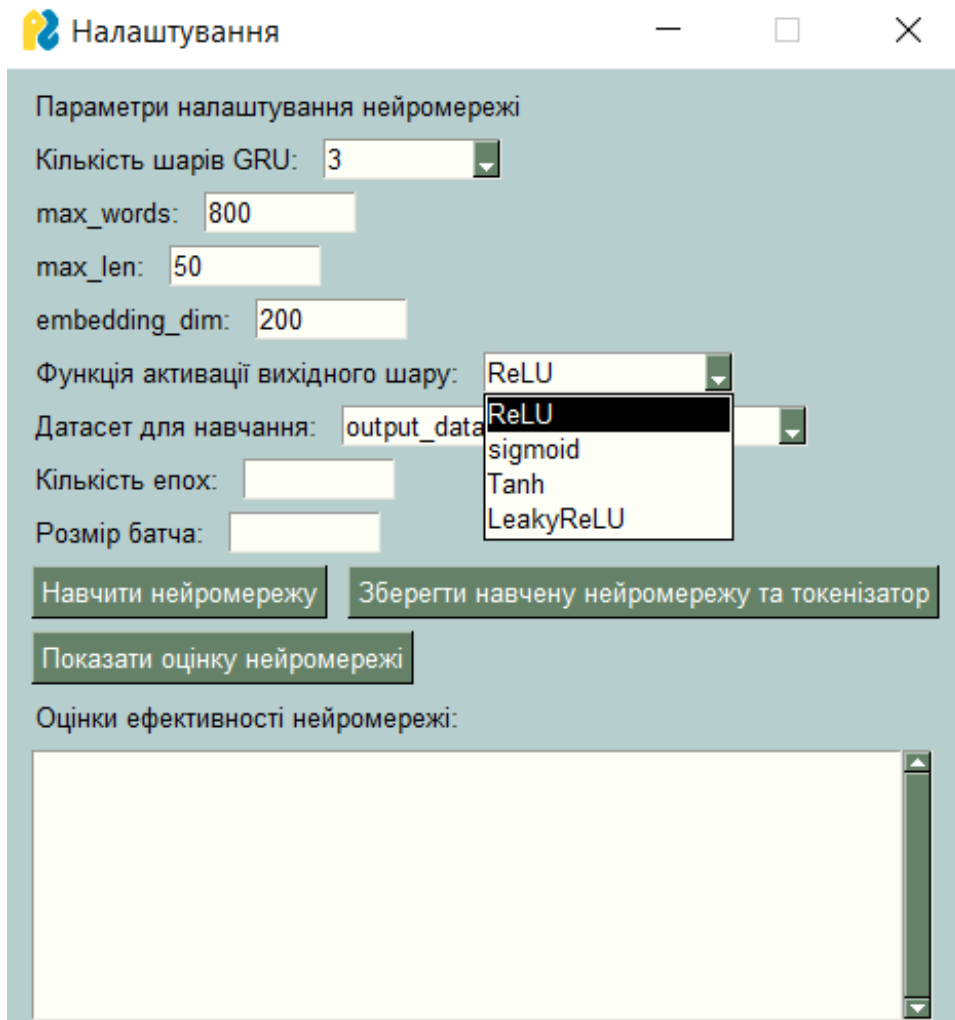 Налаштування
Параметри налаштування нейромережі
Кількість шарів GRU: 3
max_words: 800
max_len: 50
embedding_dim: 200
Функція активації вихідного шару: ReLU
ReLU
Датасет для навчання: output_data
sigmoid
Кількість епох:
Tanh
LeakyReLU
Розмір батча:
Навчити нейромережу Зберегти навчену нейромережу та токенізатор
Показати оцінку нейромережі
Оцінки ефективності нейромережі: